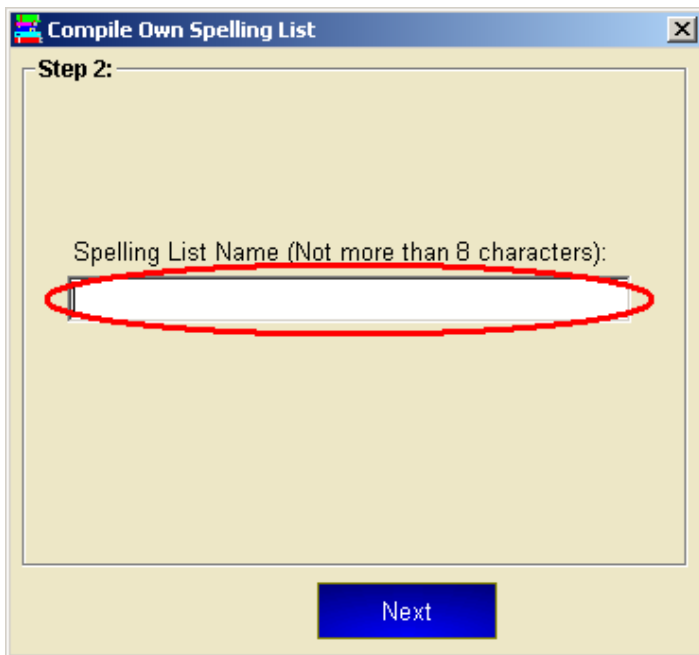 Compile Own Spelling List
Step 2:
Spelling List Name (Not more than 8 characters):
Next